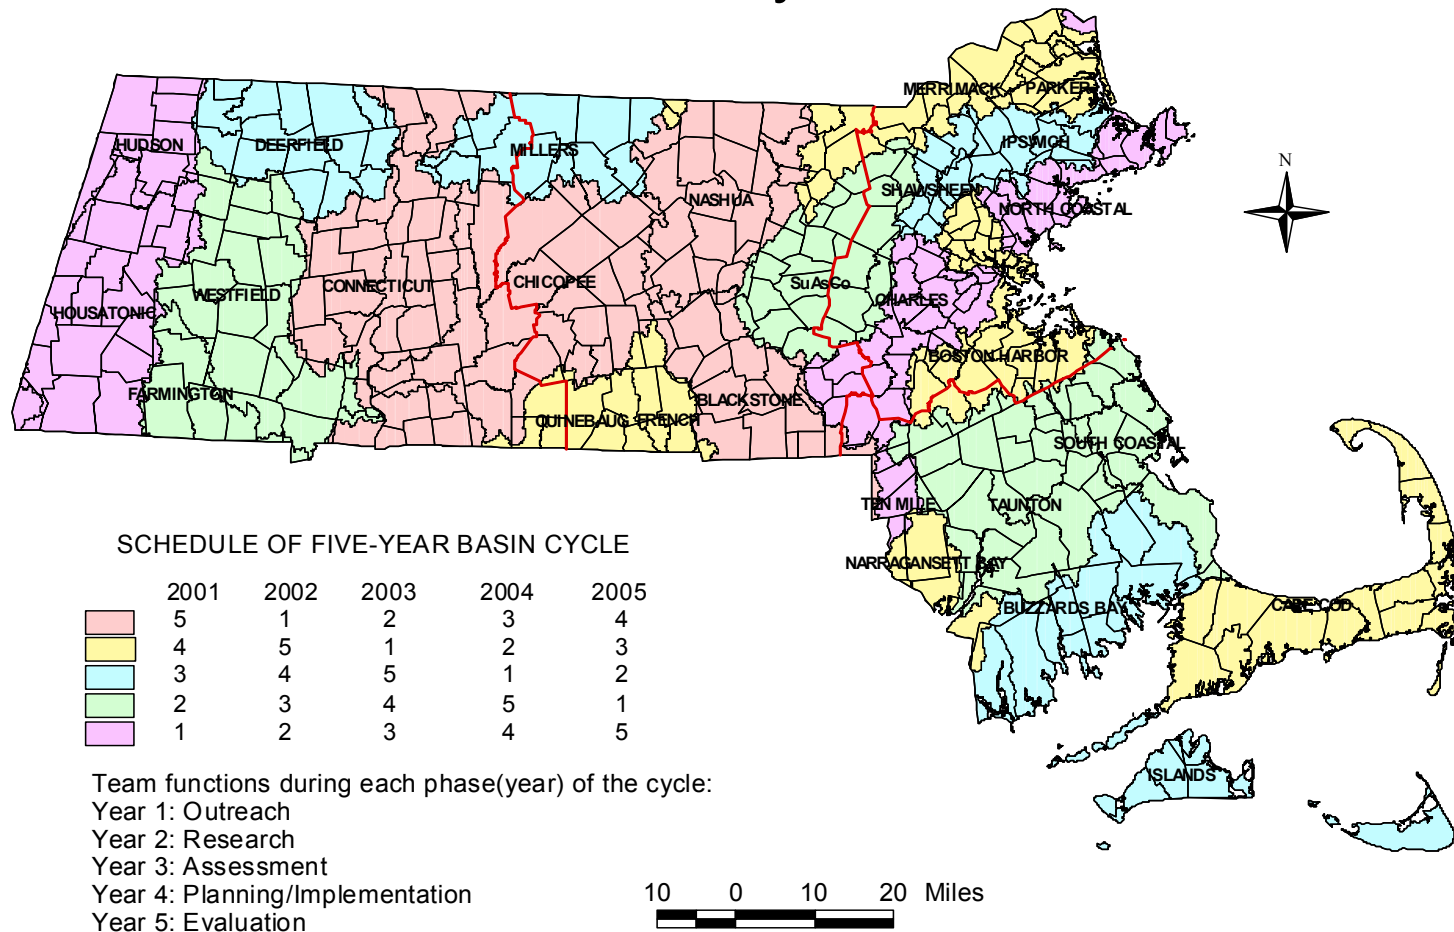 MERRIMACK
PARKER
HUDSON
DEERFIELD
MILLERS
IPSWICH
SHAWSHEEN
NASHUA
NORTH COASTAL
N
WESTFIELD
CONNECTICUT
CHICOPEE
SuAsCo
CHARLES
HOUSATONIC
BOSTON HARBOR
FARMINGTON
BLACKSTONE
QUINEBAUG
FRENCH
SOUTH COASTAL
TEN MILE
TAUNTON
NARRAGANSETT BAY
BUZZARDS BAY
CAPE COD
ISLANDS
SCHEDULE OF FIVE-YEAR BASIN CYCLE
2001 2002 2003 2004 2005
5 1 2 3 4
4 5 1 2 3
3 4 5 1 2
2 3 4 5 1
1 2 3 4 5
Team functions during each phase(year) of the cycle:
Year 1: Outreach
Year 2: Research
Year 3: Assessment
Year 4: Planning/Implementation
Year 5: Evaluation
10 0 10 20 Miles